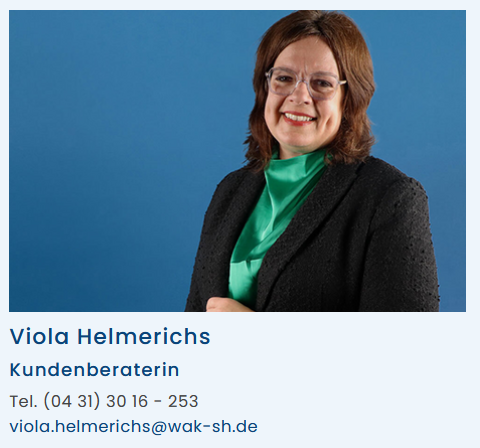 Viola Helmerichs
Kundenberaterin
Tel. (04 31) 30 16 - 253
viola.helmerichs@wak-sh.de